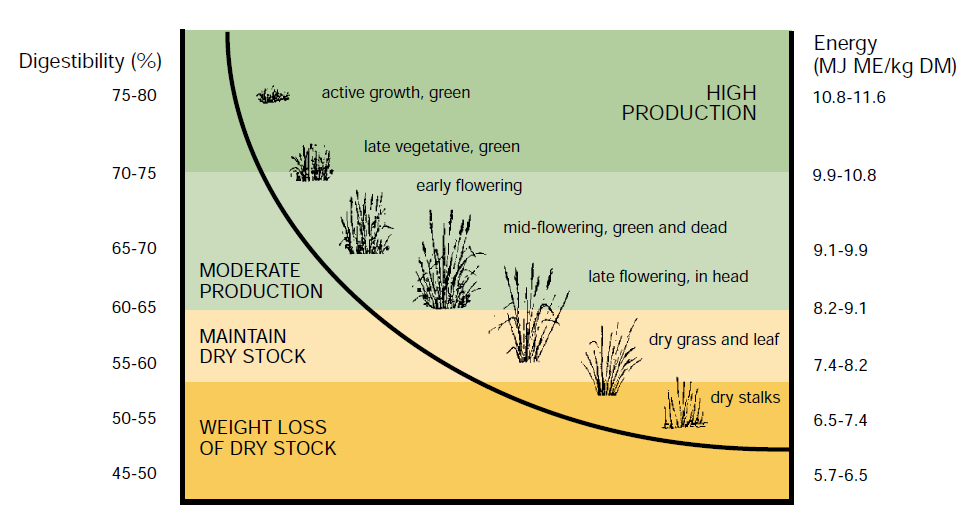 Digestibility (%)
75-80
70-75
65-70
60-65
55-60
50-55
45-50
active growth, green
late vegetative, green
early flowering
mid-flowering, green and dead
late flowering, in head
dry grass and leaf
dry stalks
HIGH
PRODUCTION
MODERATE
PRODUCTION
MAINTAIN
DRY STOCK
WEIGHT LOSS
OF DRY STOCK
Energy
(MJ ME/kg DM)
10.8-11.6
9.9-10.8
9.1-9.9
8.2-9.1
7.4-8.2
6.5-7.4
5.7-6.5